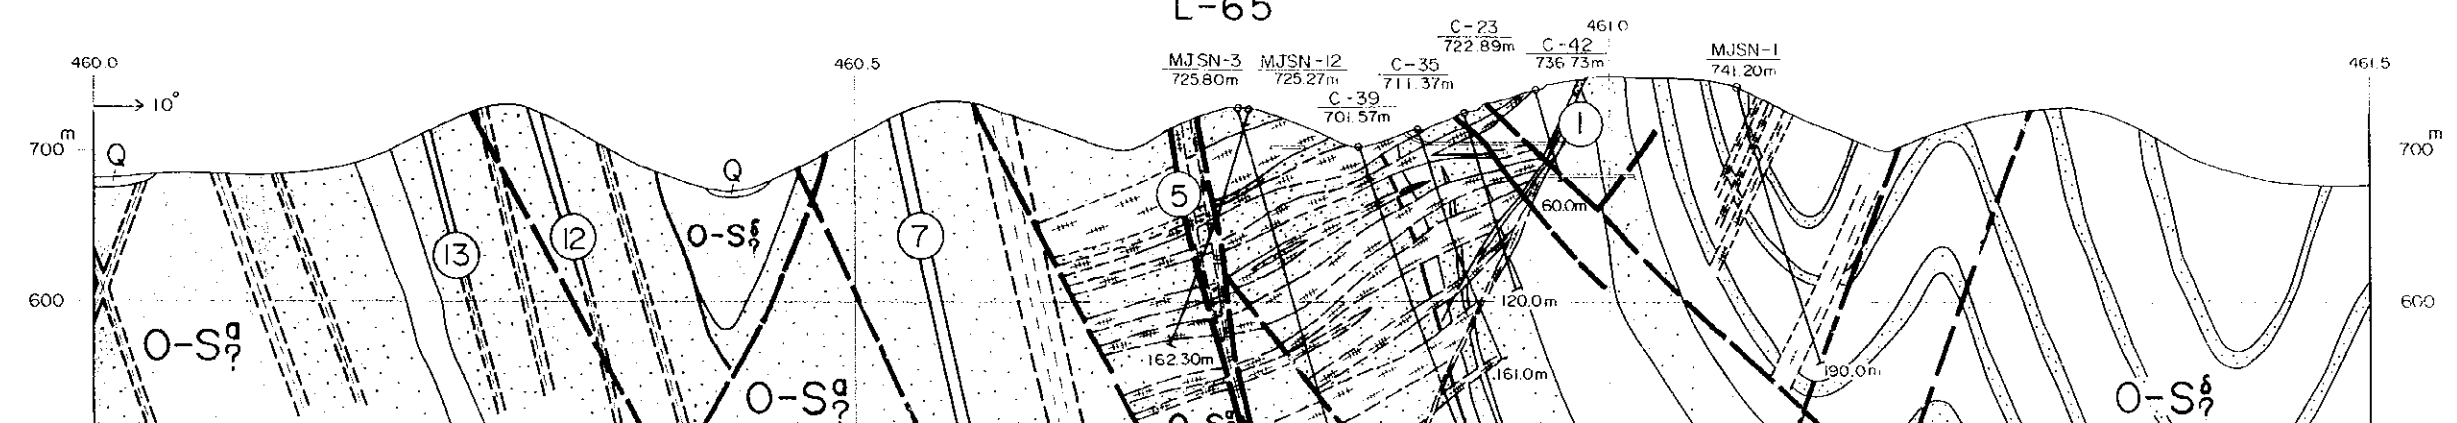 L-65
C-23
722.89m
461.0
C-42
736.73m
MJSN-3
725.80m
MJSN-12
725.27m
C-35
711.37m
MJSN-1
741.20m
460.0
460.5
461.5
C-39
701.57m
10°
m
m
700
700
Q
Q
1
5
60.0m
13
12
O-S δ ?
7
600
120.0m
600
O-S a ?
162.30m
161.0m
190.0m
O-S a ?
O-S δ ?